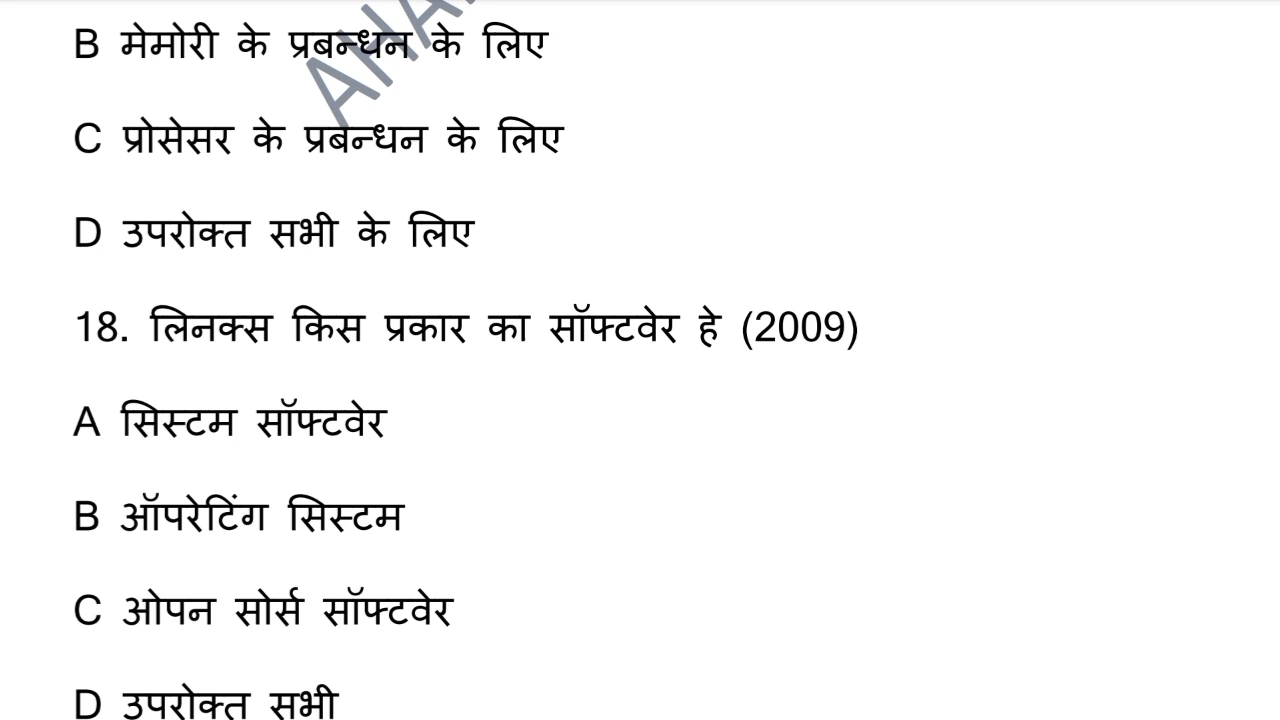 B मेमोरी के प्रबन्धन के लिए
C प्रोसेसर के प्रबन्धन के लिए
D उपरोक्त सभी के लिए
18. लिनक्स किस प्रकार का सॉफ्टवेर हे (2009)
A सिस्टम सॉफ्टवेर
B ऑपरेटिंग सिस्टम
C ओपन सोर्स सॉफ्टवेर
D उपरोक्त सभी